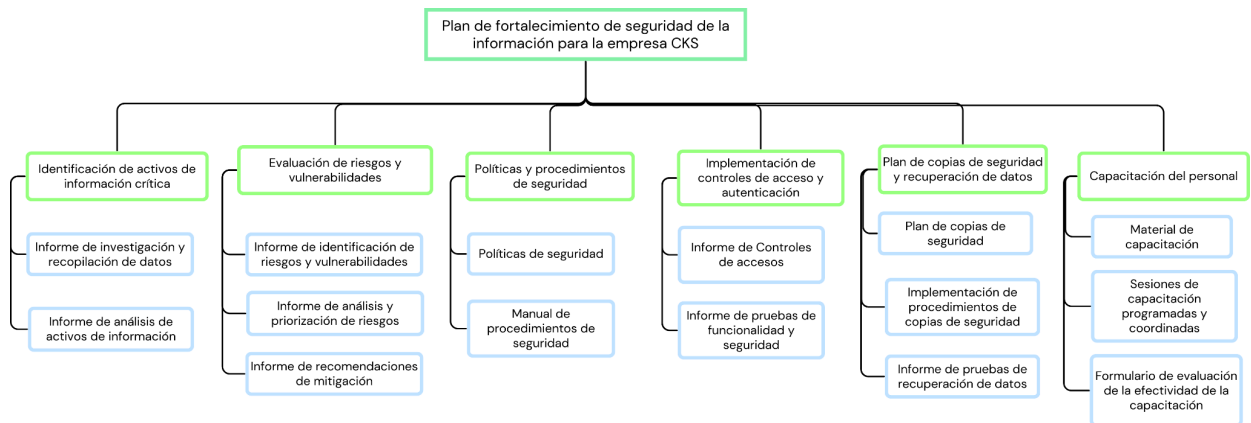 Plan de fortalecimiento de seguridad de la
información para la empresa CKS
Identificación de activos de
información crítica
Informe de investigación y
recopilación de datos
Informe de análisis de
activos de información
Evaluación de riesgos y
vulnerabilidades
Informe de identificación de
riesgos y vulnerabilidades
Informe de análisis y
priorización de riesgos
Informe de recomendaciones
de mitigación
Políticas y procedimientos
de seguridad
Políticas de seguridad
Manual de
procedimientos de
seguridad
Implementación de
controles de acceso y
autenticación
Informe de Controles
de accesos
Informe de pruebas de
funcionalidad y
seguridad
Plan de copias de seguridad
y recuperación de datos
Plan de copias de
seguridad
Implementación de
procedimientos de
copias de seguridad
Informe de pruebas de
recuperación de datos
Capacitación del personal
Material de
capacitación
Sesiones de
capacitación
programadas y
coordinadas
Formulario de evaluación
de la efectividad de la
capacitación